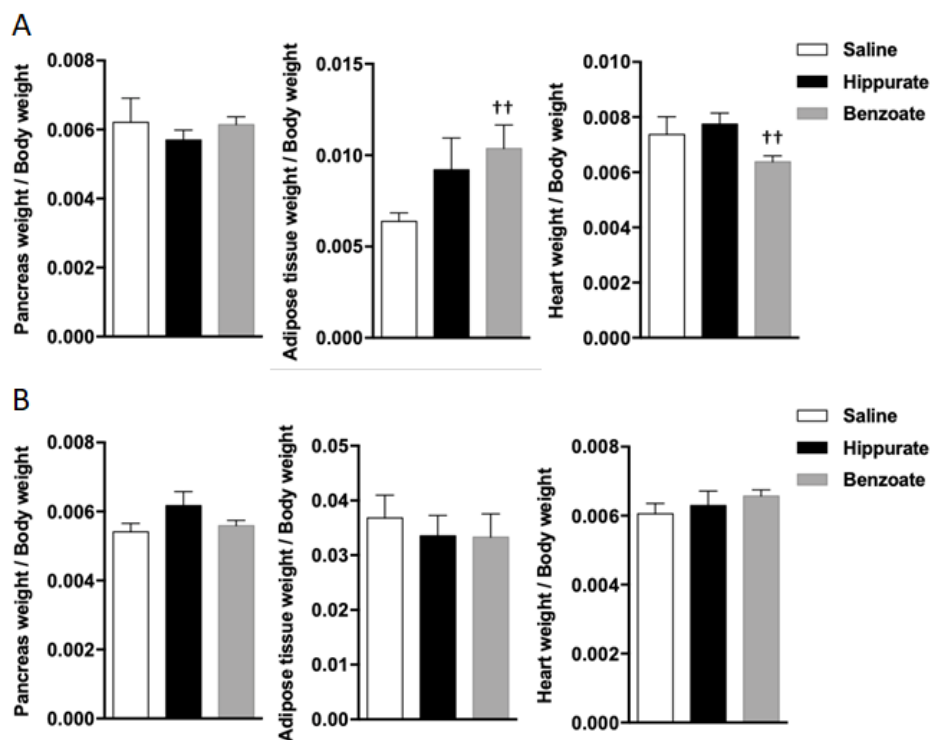 A
Pancreas weight / Body weight
0.008
0.006
0.004
0.002
0.000
Adipose tissue weight / Body weight
0.015
0.010
0.005
0.000
††
Heart weight / Body weight
0.010
0.008
0.006
0.004
0.002
0.000
††
Saline
Hippurate
Benzoate
B
Pancreas weight / Body weight
0.008
0.006
0.004
0.002
0.000
Adipose tissue weight / Body weight
0.05
0.04
0.03
0.02
0.01
0.00
Heart weight / Body weight
0.008
0.006
0.004
0.002
0.000
Saline
Hippurate
Benzoate